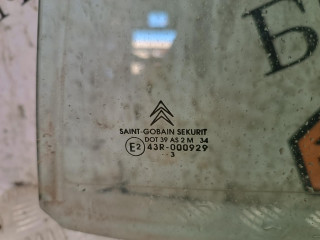 SAINT-GOBAIN SEKURIT
DOT 39 AS 2 M 34
E2 43R-000929
3